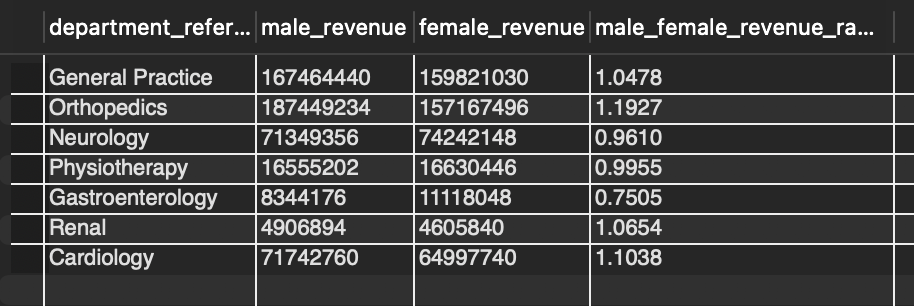 department_refer... male_revenue female_revenue male_female_revenue_ra...
General Practice 167464440 159821030 1.0478
Orthopedics 187449234 157167496 1.1927
Neurology 71349356 74242148 0.9610
Physiotherapy 16555202 16630446 0.9955
Gastroenterology 8344176 11118048 0.7505
Renal 4906894 4605840 1.0654
Cardiology 71742760 64997740 1.1038